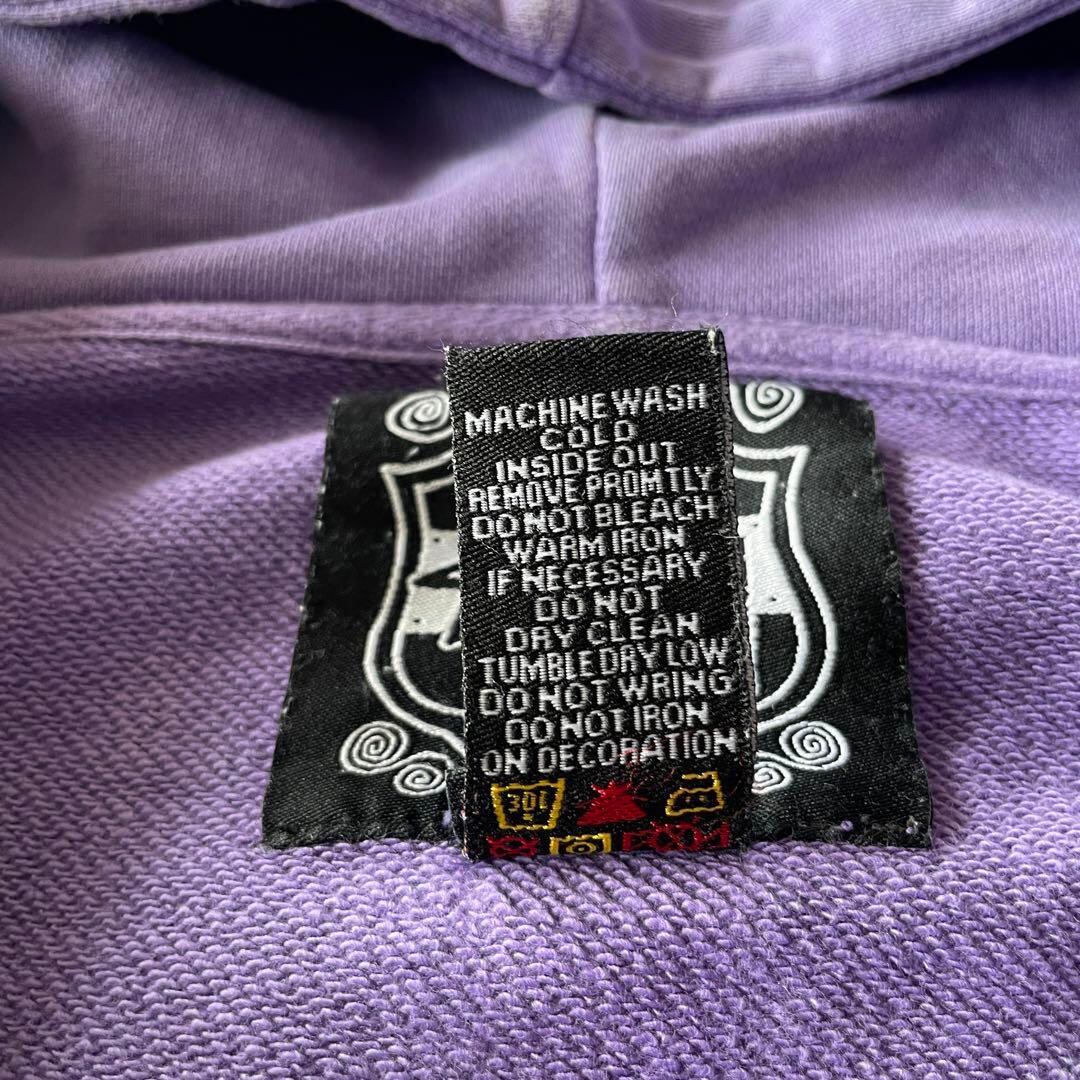 MACHINE WASH
COLD
INSIDE OUT
REMOVE PROMTLY
DO NOT BLEACH
WARM IRON
IF NECESSARY
DO NOT
DRY CLEAN
TUMBLE DRY LOW
DO NOT WRING
DO NOT IRON
ON DECORATION